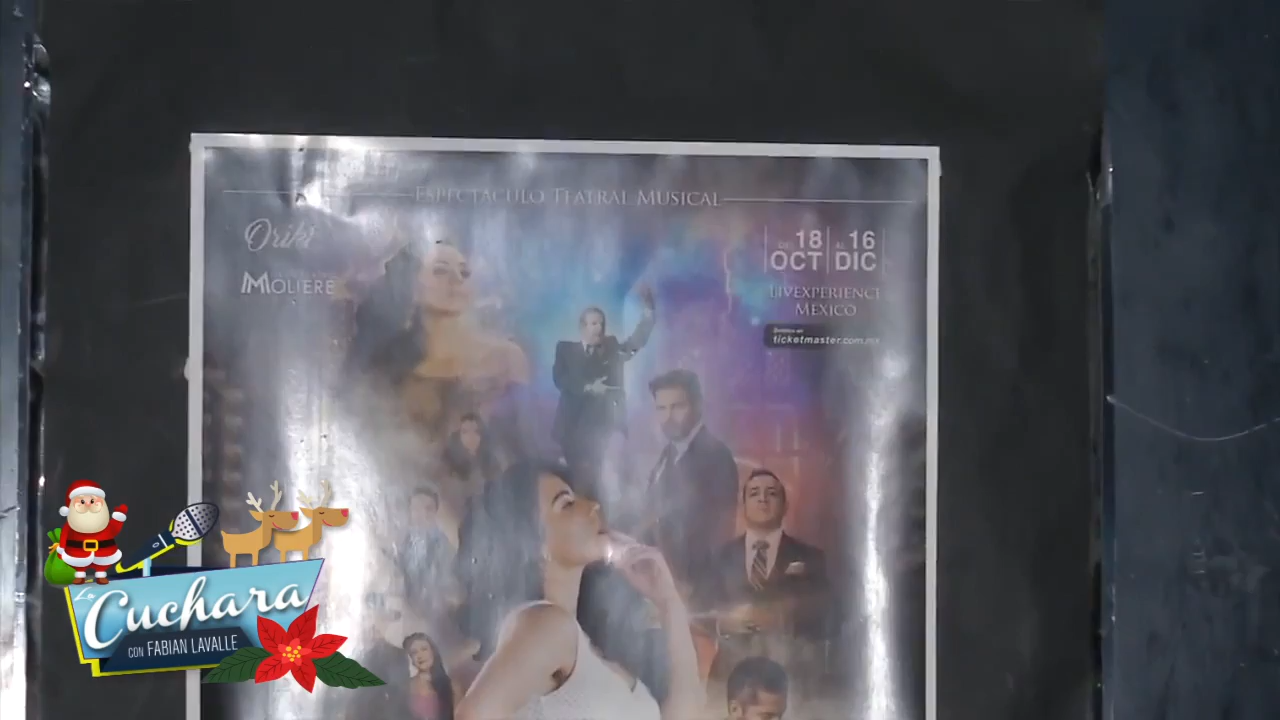 ESPECTÁCULO TEATRAL MUSICAL
Oriki
MOLIERE
DEL 18 OCT
AL 16 DIC
LIVEXPERIENCE
MEXICO
ticketmaster.com.mx
La
Cuchara
CON FABIAN LAVALLE